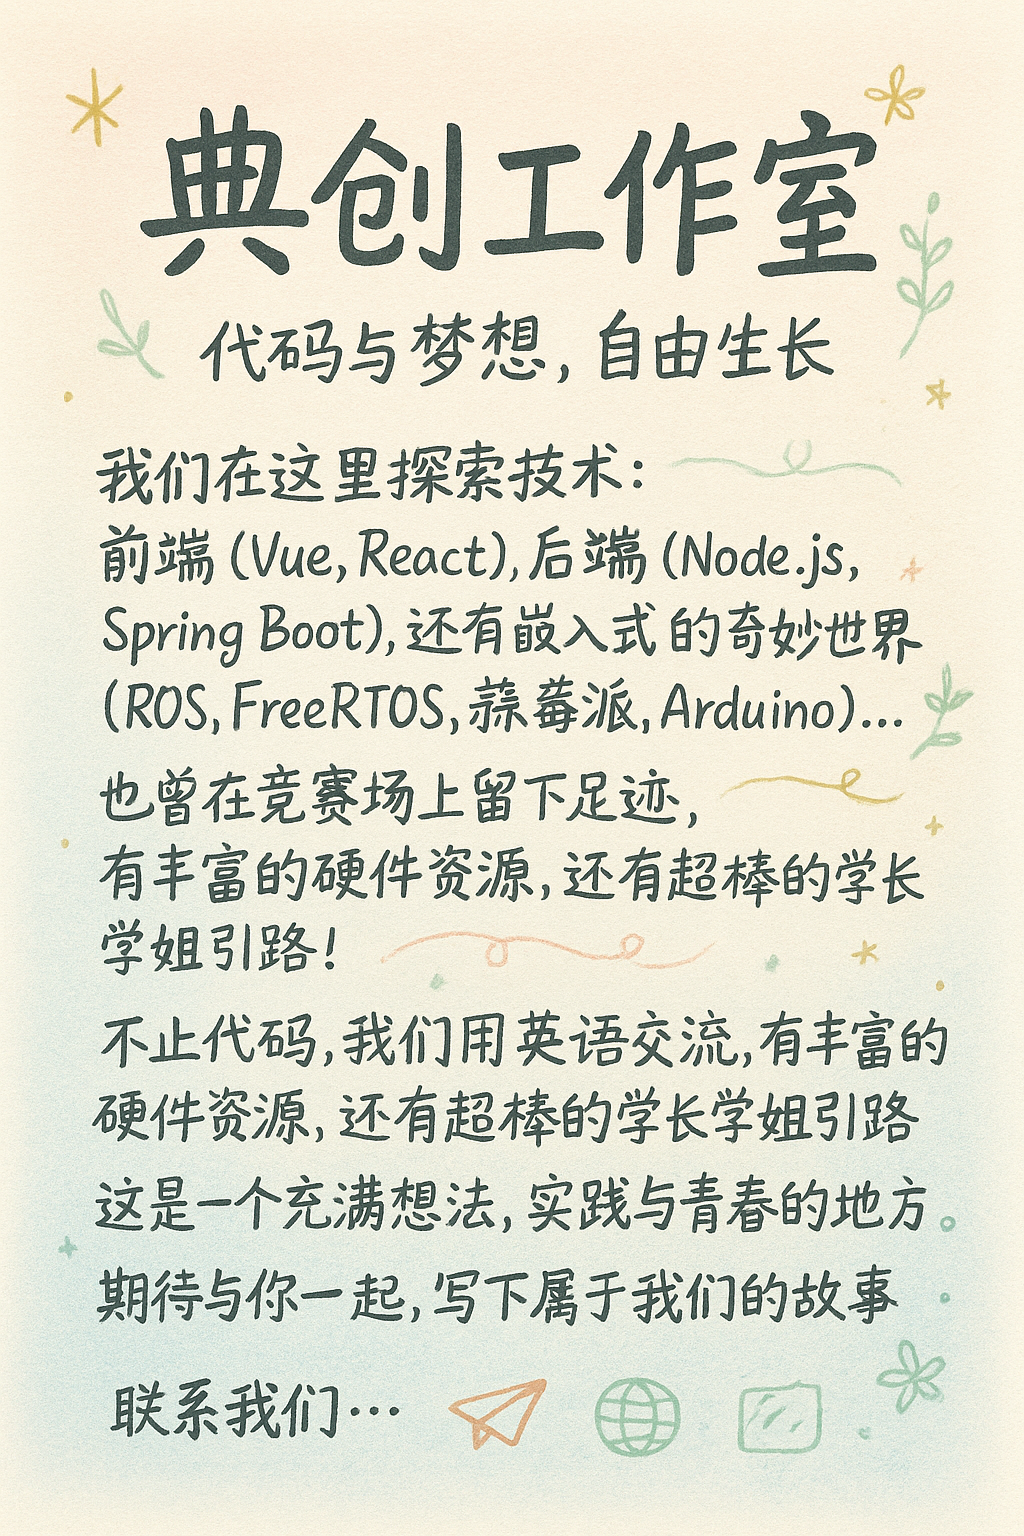 典创工作室
代码与梦想，自由生长
我们在这里探索技术：
前端 (Vue, React), 后端 (Node.js,
Spring Boot), 还有嵌入式的奇妙世界
(ROS, FreeRTOS, 蒜莓派, Arduino)...
也曾在竞赛场上留下足迹，
有丰富的硬件资源，还有超棒的学长
学姐引路！
不止代码，我们用英语交流，有丰富的
硬件资源，还有超棒的学长学姐引路
这是一个充满想法，实践与青春的地方。
期待与你一起，写下属于我们的故事
联系我们…